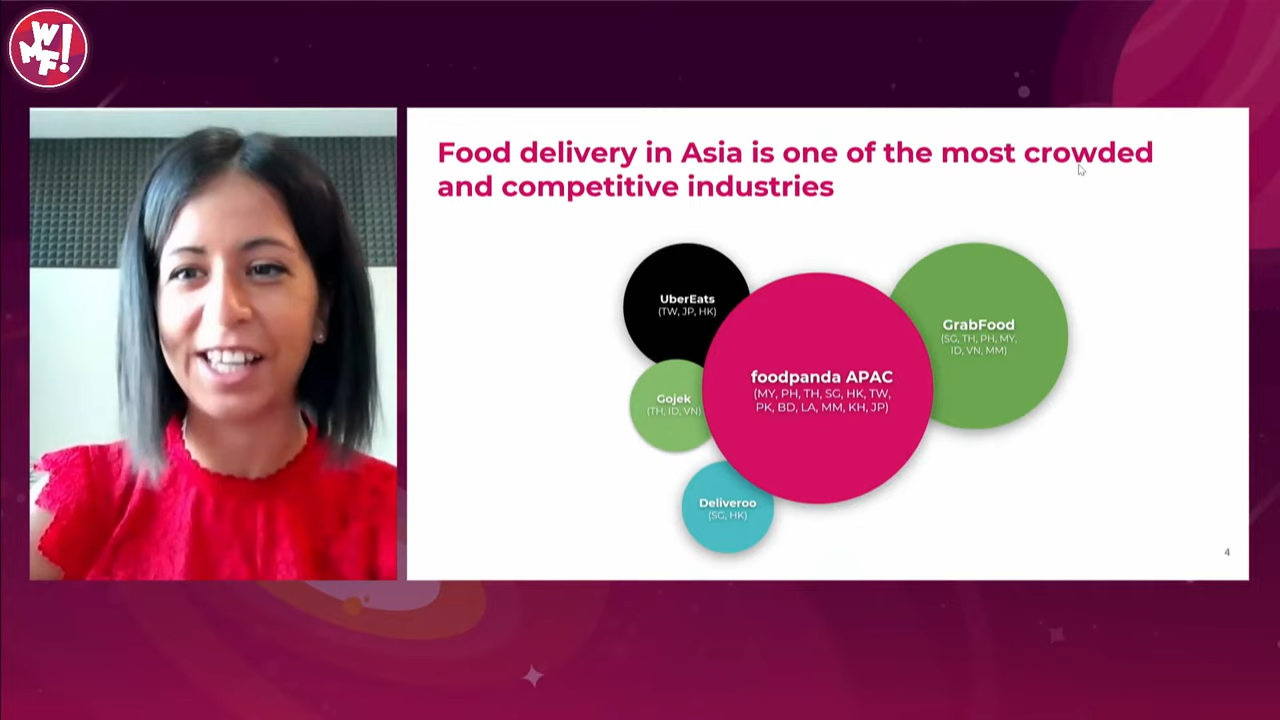 WMF!
Food delivery in Asia is one of the most crowded
and competitive industries
UberEats
(TW, JP, HK)
GrabFood
(SG, TH, PH, MY,
ID, VN, MM)
foodpanda APAC
(MY, PH, TH, SG, HK, TW,
PK, BD, LA, MM, KH, JP)
Gojek
(TH, ID, VN)
Deliveroo
(SG, HK)
4